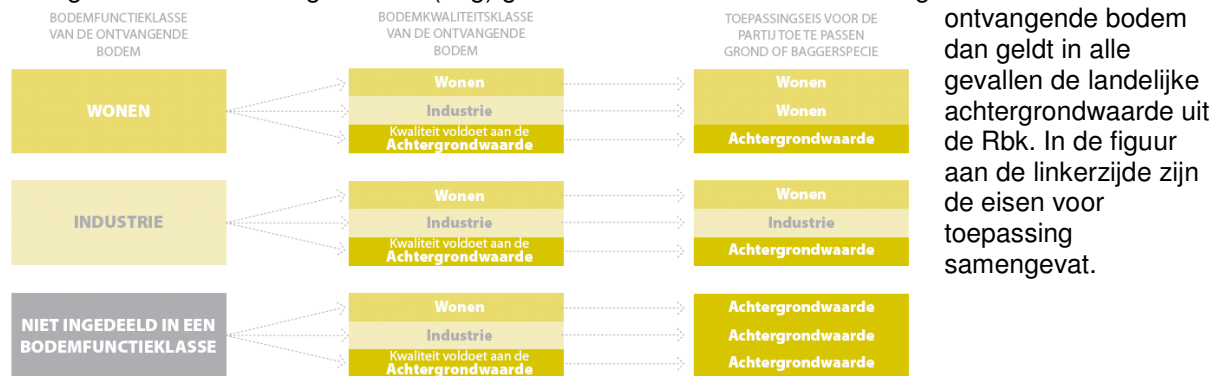 ontvangende bodem
dan geldt in alle
gevallen de landelijke
achtergrondwaarde uit
de Rbk. In de figuur
aan de linkerzijde zijn
de eisen voor
toepassing
samengevat.
BODEMFUNCTIEKLASSE
VAN DE ONTVANGENDE
BODEM
BODEMKWALITEITSKLASSE
VAN DE ONTVANGENDE
BODEM
TOEPASSINGSEIS VOOR DE
PARTIJ TOE TE PASSEN
GROND OF BAGGERSPECIE
WONEN
Wonen
Industrie
Kwaliteit voldoet aan de
Achtergrondwaarde
Wonen
Wonen
Achtergrondwaarde
INDUSTRIE
Wonen
Industrie
Kwaliteit voldoet aan de
Achtergrondwaarde
Wonen
Industrie
Achtergrondwaarde
NIET INGEDEELD IN EEN
BODEMFUNCTIEKLASSE
Wonen
Industrie
Kwaliteit voldoet aan de
Achtergrondwaarde
Achtergrondwaarde
Achtergrondwaarde
Achtergrondwaarde